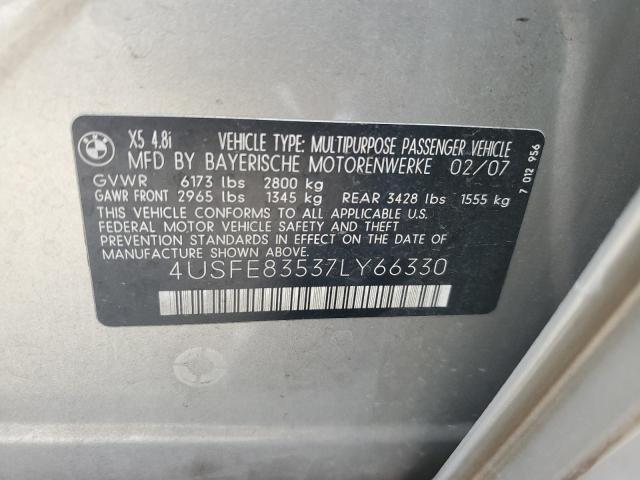 BMW
X5 4.8i VEHICLE TYPE: MULTIPURPOSE PASSENGER VEHICLE
MFD BY BAYERISCHE MOTORENWERKE 02/07
GVWR 6173 lbs 2800 kg
GAWR FRONT 2965 lbs 1345 kg REAR 3428 lbs 1555 kg
THIS VEHICLE CONFORMS TO ALL APPLICABLE U.S.
FEDERAL MOTOR VEHICLE SAFETY AND THEFT
PREVENTION STANDARDS IN EFFECT ON THE DATE OF
MANUFACTURE SHOWN ABOVE.
4USFE83537LY66330
7 012 956